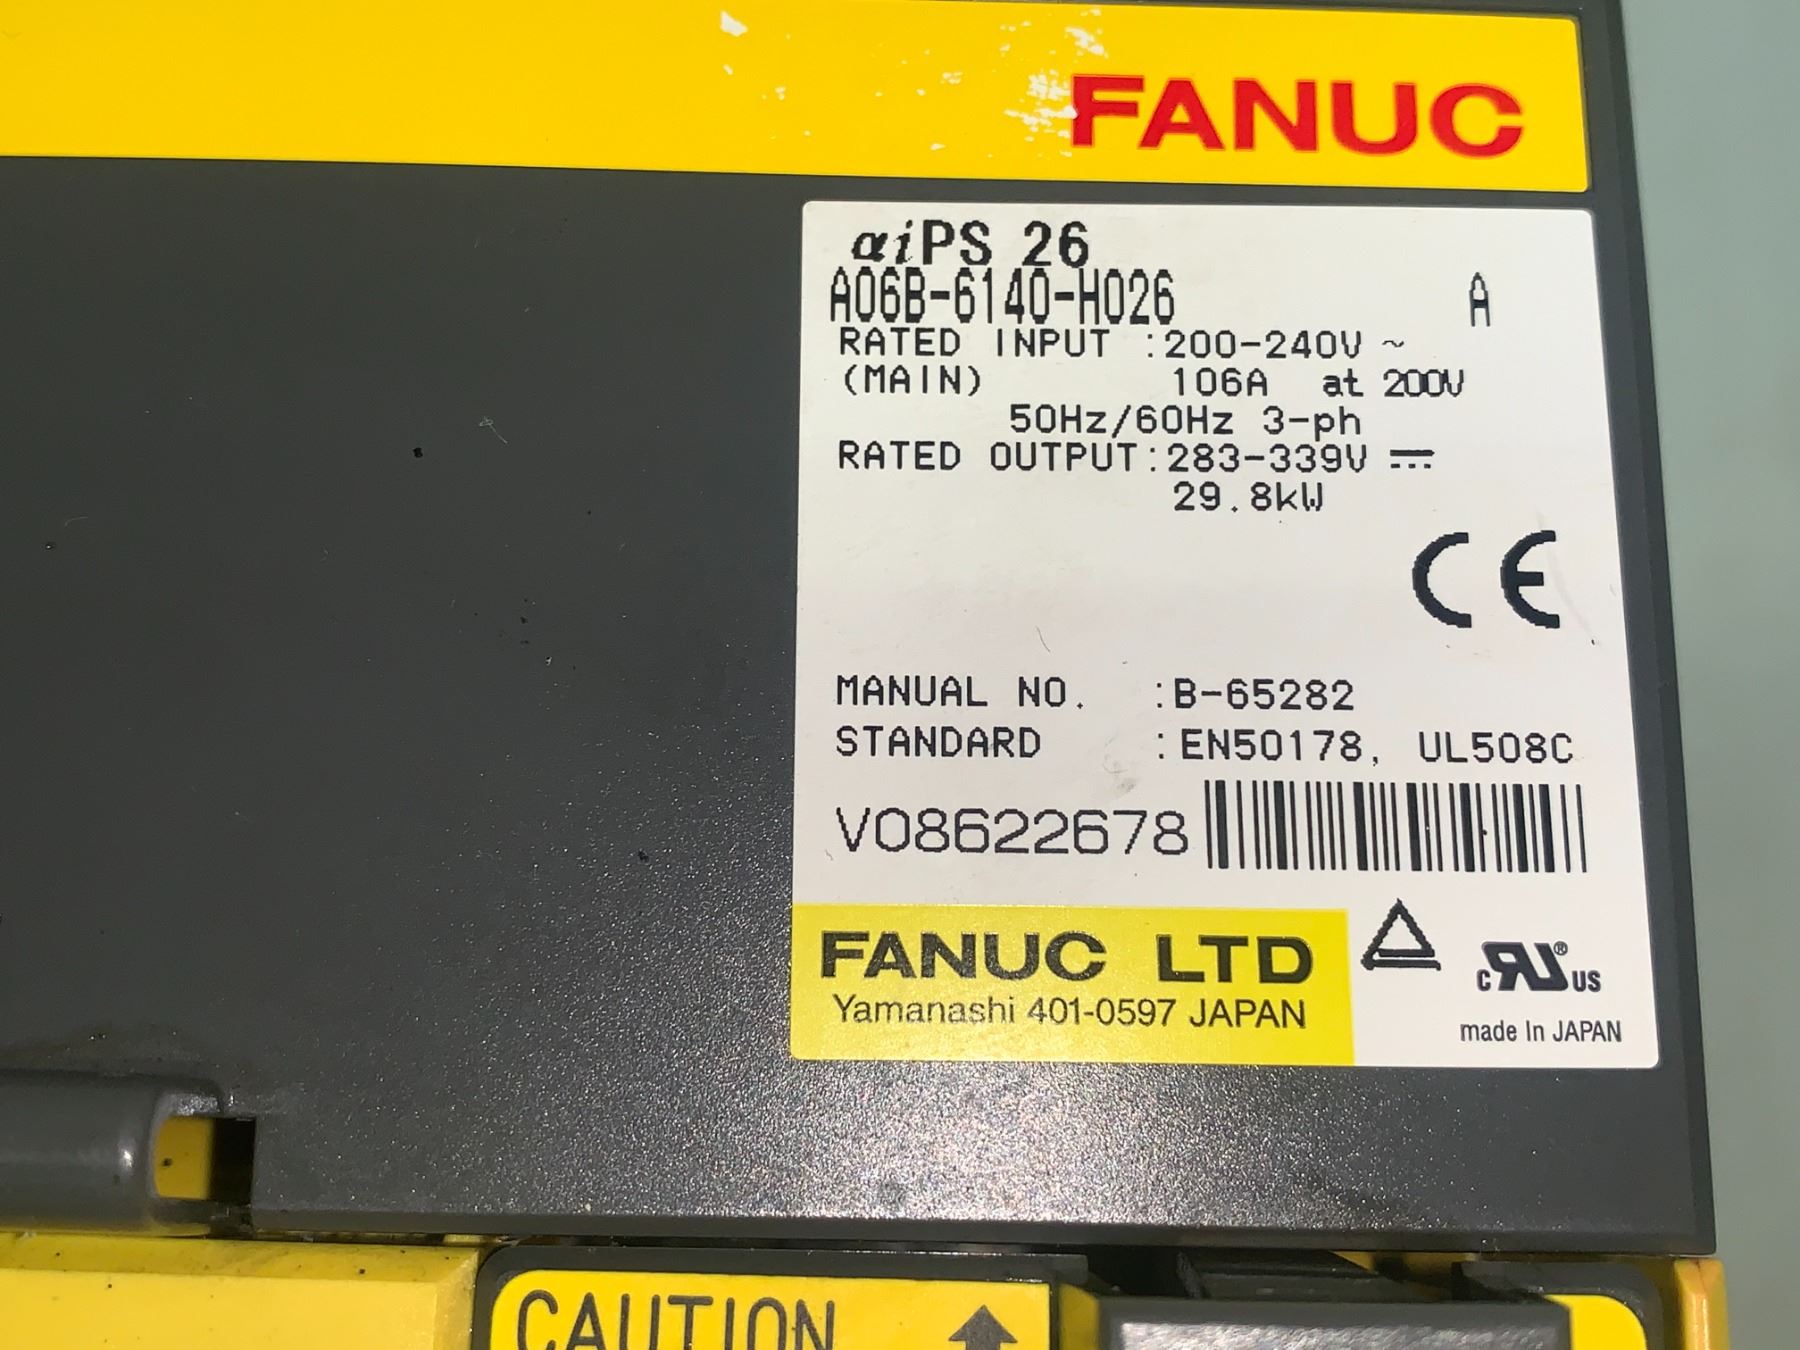 FANUC
αiPS 26
A06B-6140-H026 A
RATED INPUT :200-240V ~
(MAIN) 106A at 200V
50Hz/60Hz 3-ph
RATED OUTPUT:283-339V ⎓
29.8kW
CE
MANUAL NO. :B-65282
STANDARD :EN50178, UL508C
V08622678
FANUC LTD
Yamanashi 401-0597 JAPAN
c RU ® US
made In JAPAN
CAUTION